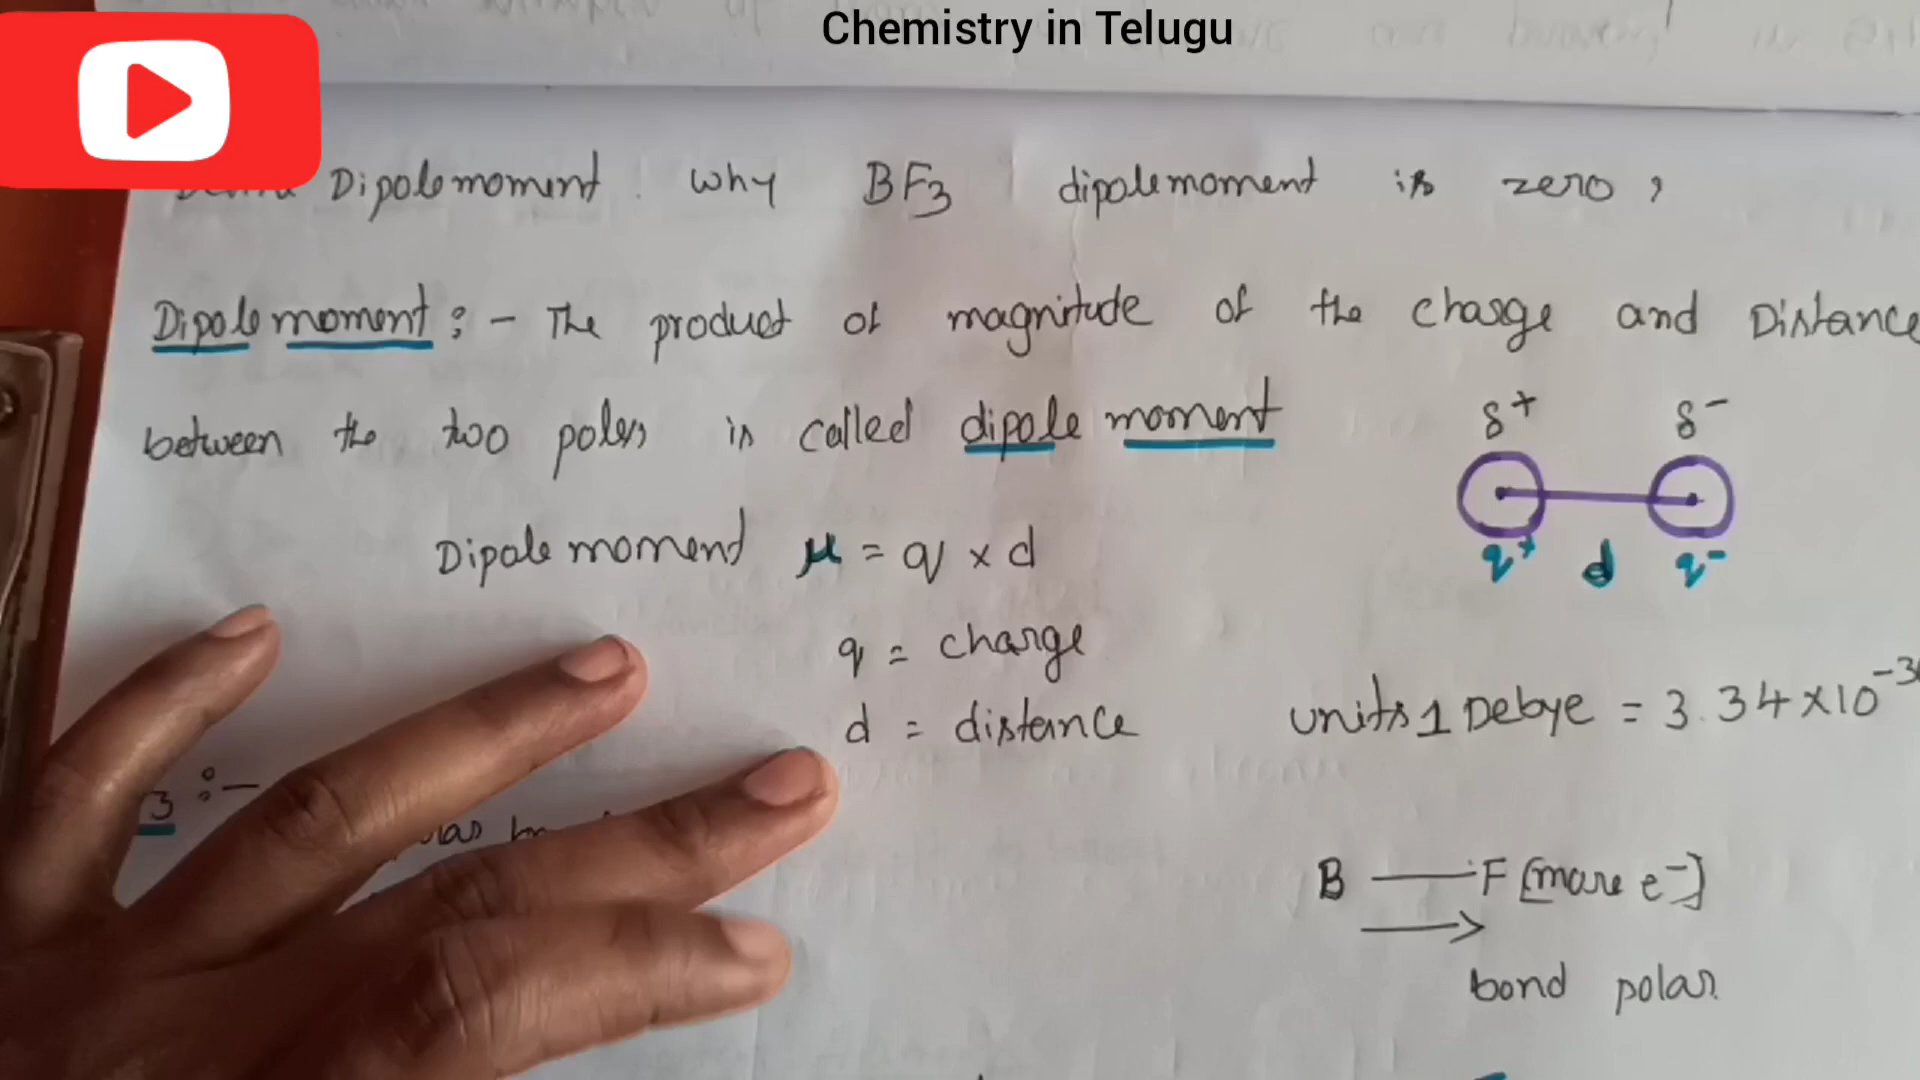 Chemistry in Telugu
Dipolemoment. why BF3 dipolemoment is zero ?
Dipole moment :- The product of magnitude of the charge and Distance
between the two poles is called dipole moment
δ+ δ-
Dipole moment μ = q x d
q+ d q-
q = charge
d = distance
units 1 Debye = 3.34 x 10-3
3 :-
B — F [more e-]
bond polar